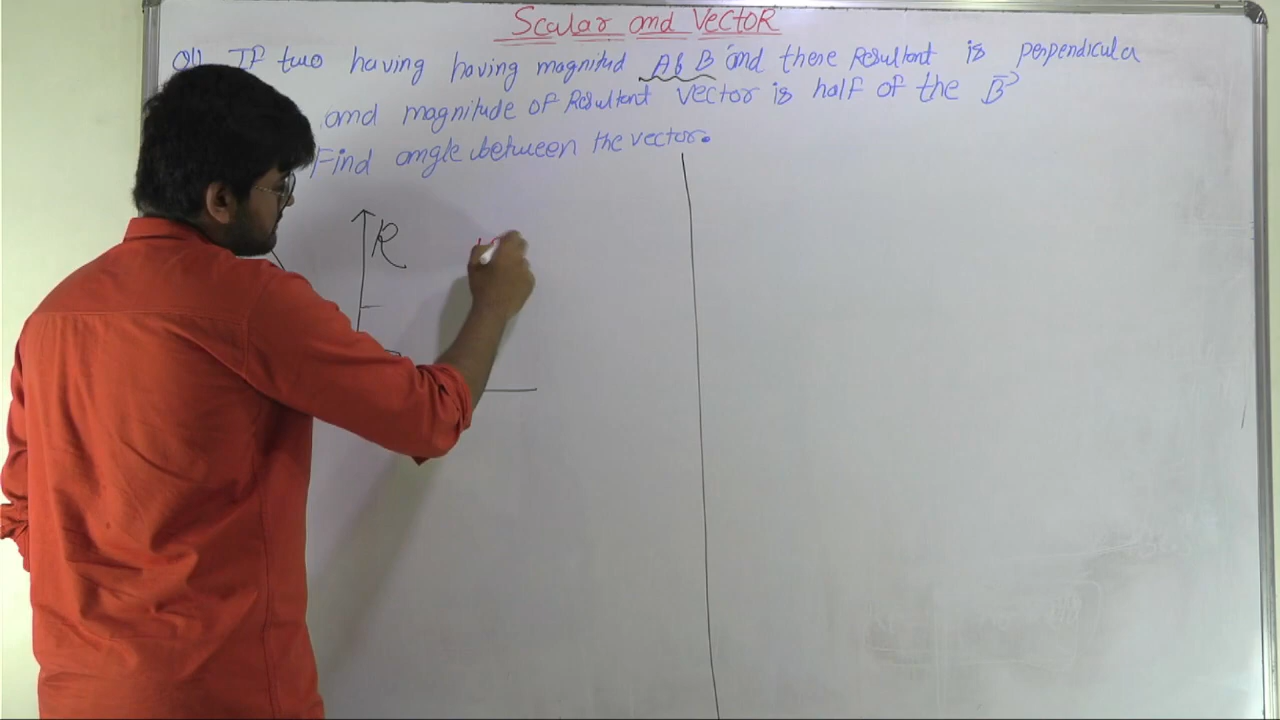 Scalar and VectoR
Q1) If two having having magnitud A & B and there Resultant is perpendicula
and magnitude of Resultant vector is half of the B
Find angle between the vector.
R